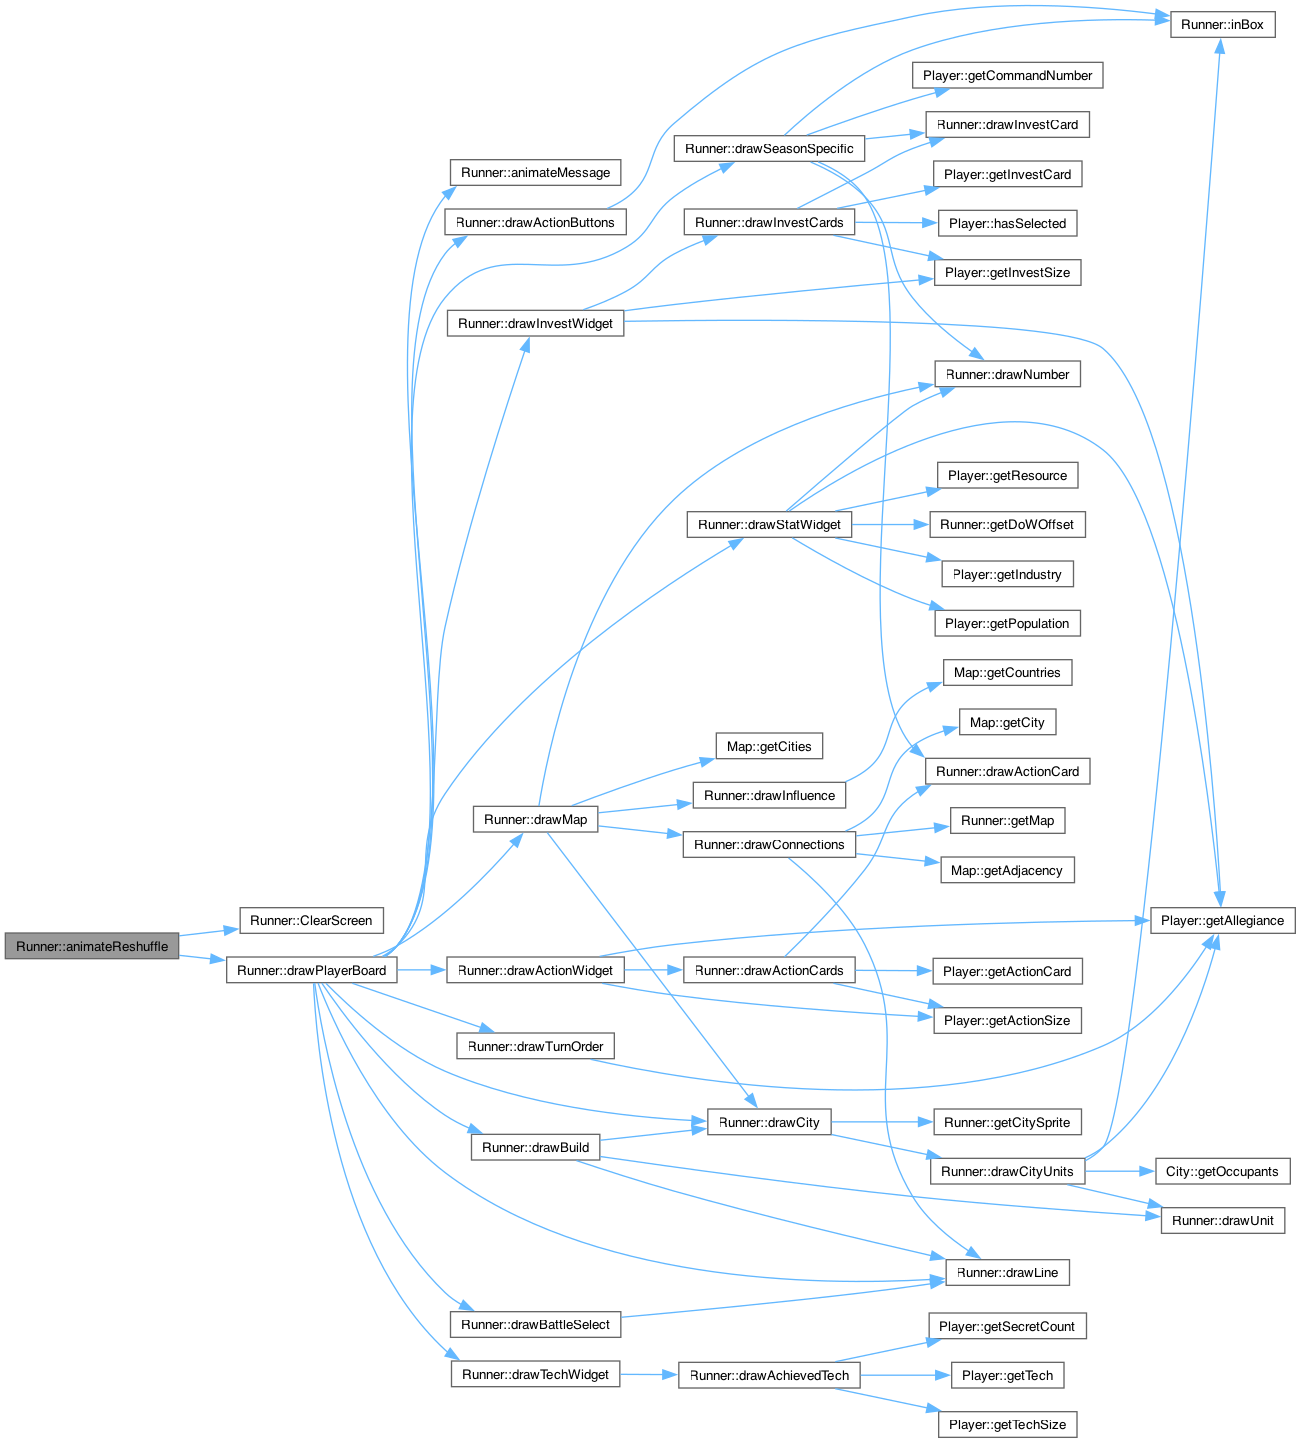 Runner::inBox
Player::getCommandNumber
Runner::drawInvestCard
Runner::drawSeasonSpecific
Runner::animateMessage
Player::getInvestCard
Runner::drawActionButtons
Runner::drawInvestCards
Player::hasSelected
Player::getInvestSize
Runner::drawInvestWidget
Runner::drawNumber
Player::getResource
Runner::drawStatWidget
Runner::getDoWOffset
Player::getIndustry
Player::getPopulation
Map::getCountries
Map::getCity
Map::getCities
Runner::drawActionCard
Runner::drawInfluence
Runner::drawMap
Runner::getMap
Runner::drawConnections
Map::getAdjacency
Runner::ClearScreen
Player::getAllegiance
Runner::animateReshuffle
Runner::drawPlayerBoard
Runner::drawActionWidget
Runner::drawActionCards
Player::getActionCard
Player::getActionSize
Runner::drawTurnOrder
Runner::drawCity
Runner::getCitySprite
Runner::drawBuild
Runner::drawCityUnits
City::getOccupants
Runner::drawUnit
Runner::drawLine
Runner::drawBattleSelect
Player::getSecretCount
Runner::drawTechWidget
Runner::drawAchievedTech
Player::getTech
Player::getTechSize